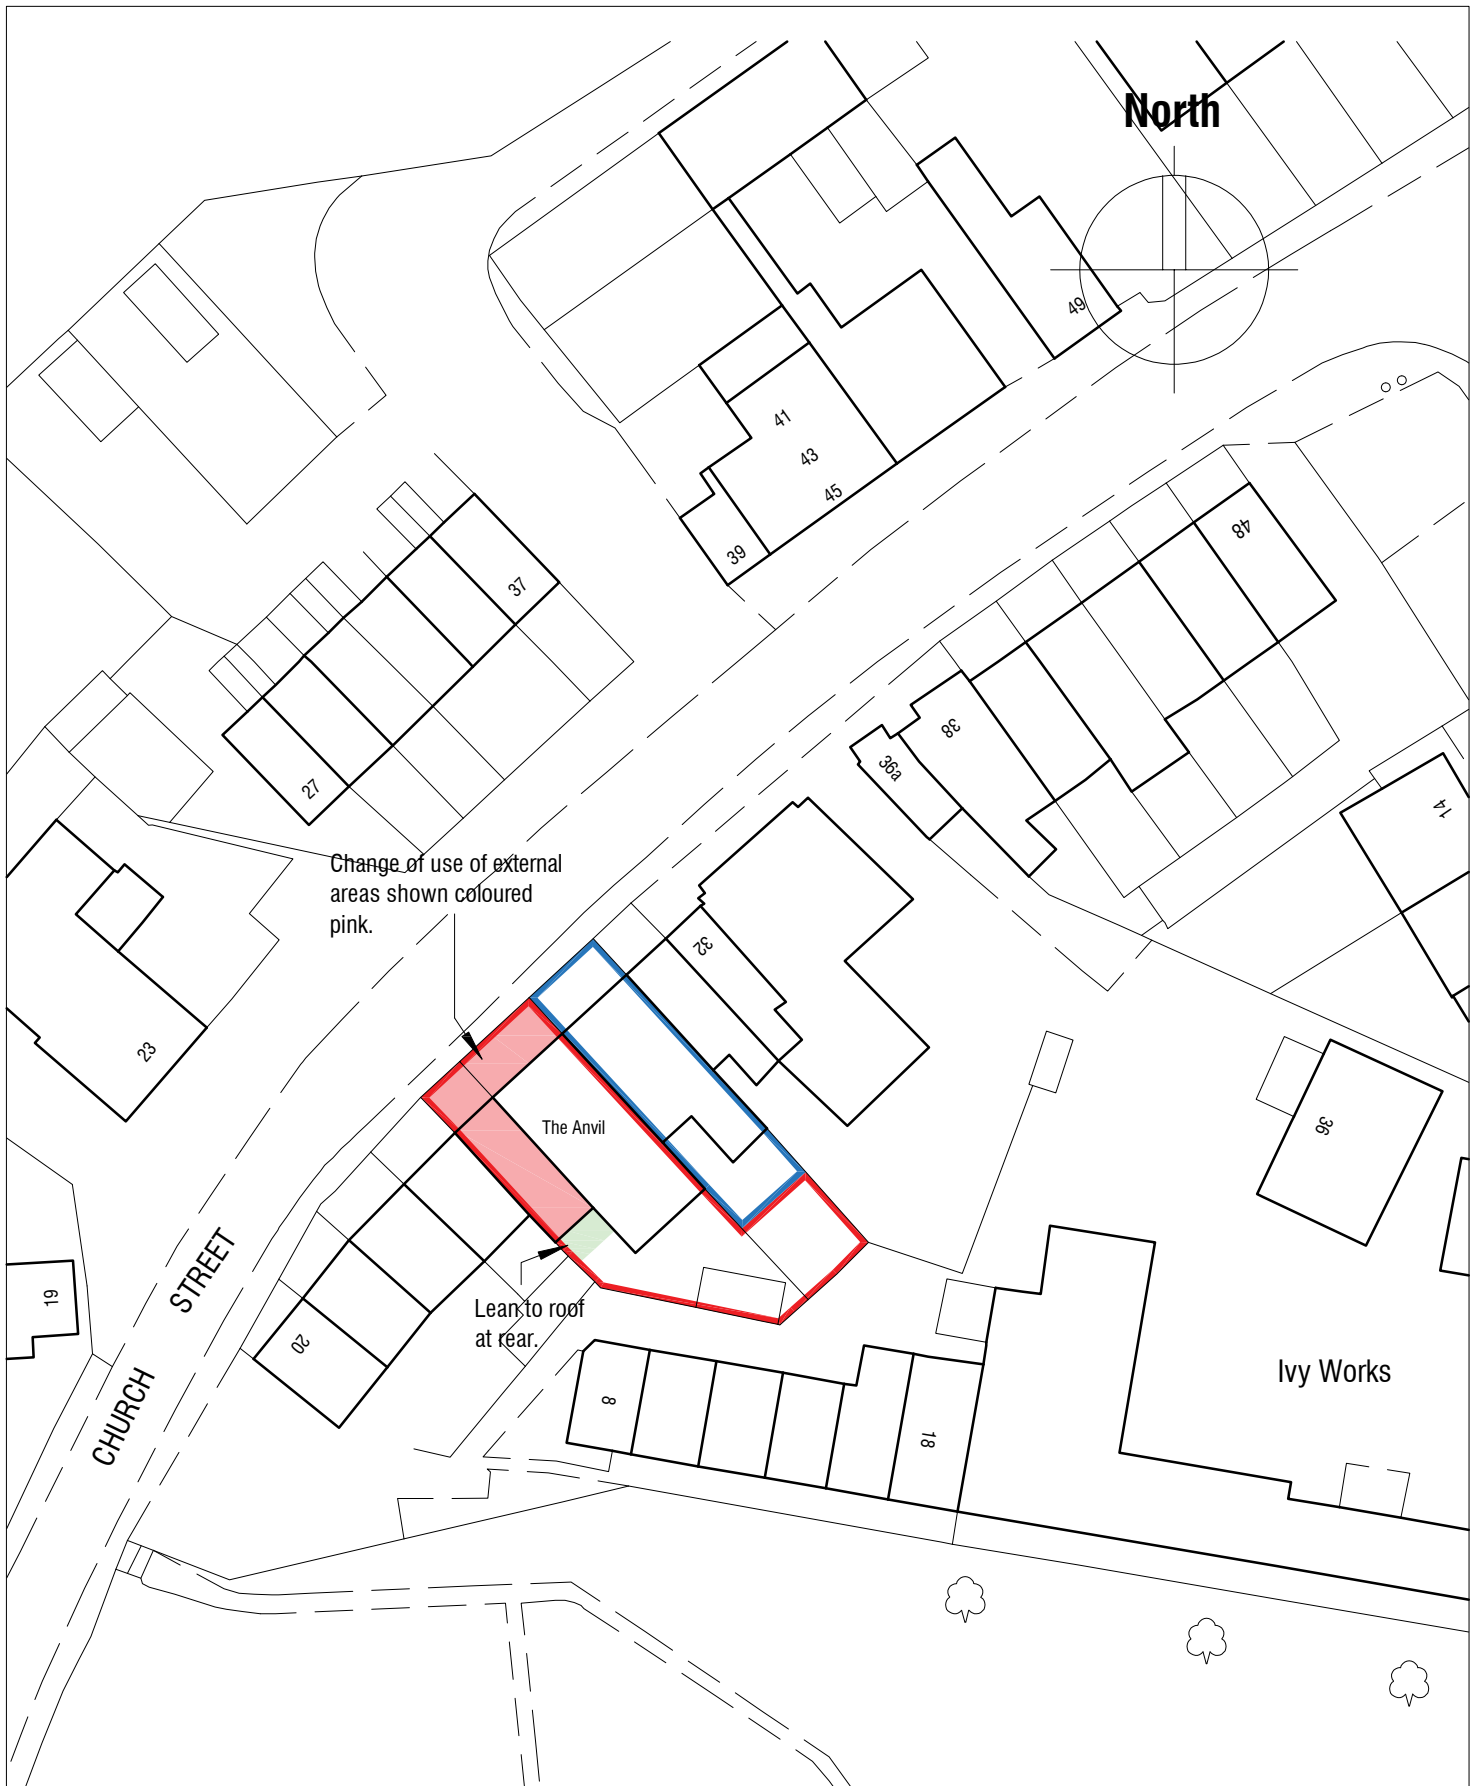 North
49
41
43
45
39
48
37
38
36a
27
14
Change of use of external
areas shown coloured
pink.
32
23
The Anvil
36
STREET
19
Lean to roof
at rear.
20
Ivy Works
CHURCH
8
18